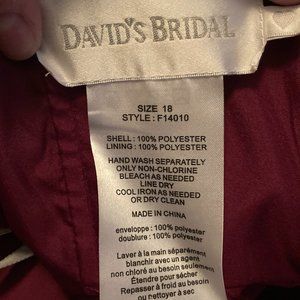 DAVID'S BRIDAL
SIZE 18
STYLE: F14010
SHELL: 100% POLYESTER
LINING: 100% POLYESTER
HAND WASH SEPARATELY
ONLY NON-CHLORINE
BLEACH AS NEEDED
LINE DRY
COOL IRON AS NEEDED
OR DRY CLEAN
MADE IN CHINA
enveloppe: 100% polyester
doublure: 100% polyester
Laver à la main séparément
blanchir avec un agent
non chloré au besoin seulement
Étendre pour sécher
Repasser à froid au besoin
ou nettoyer à sec